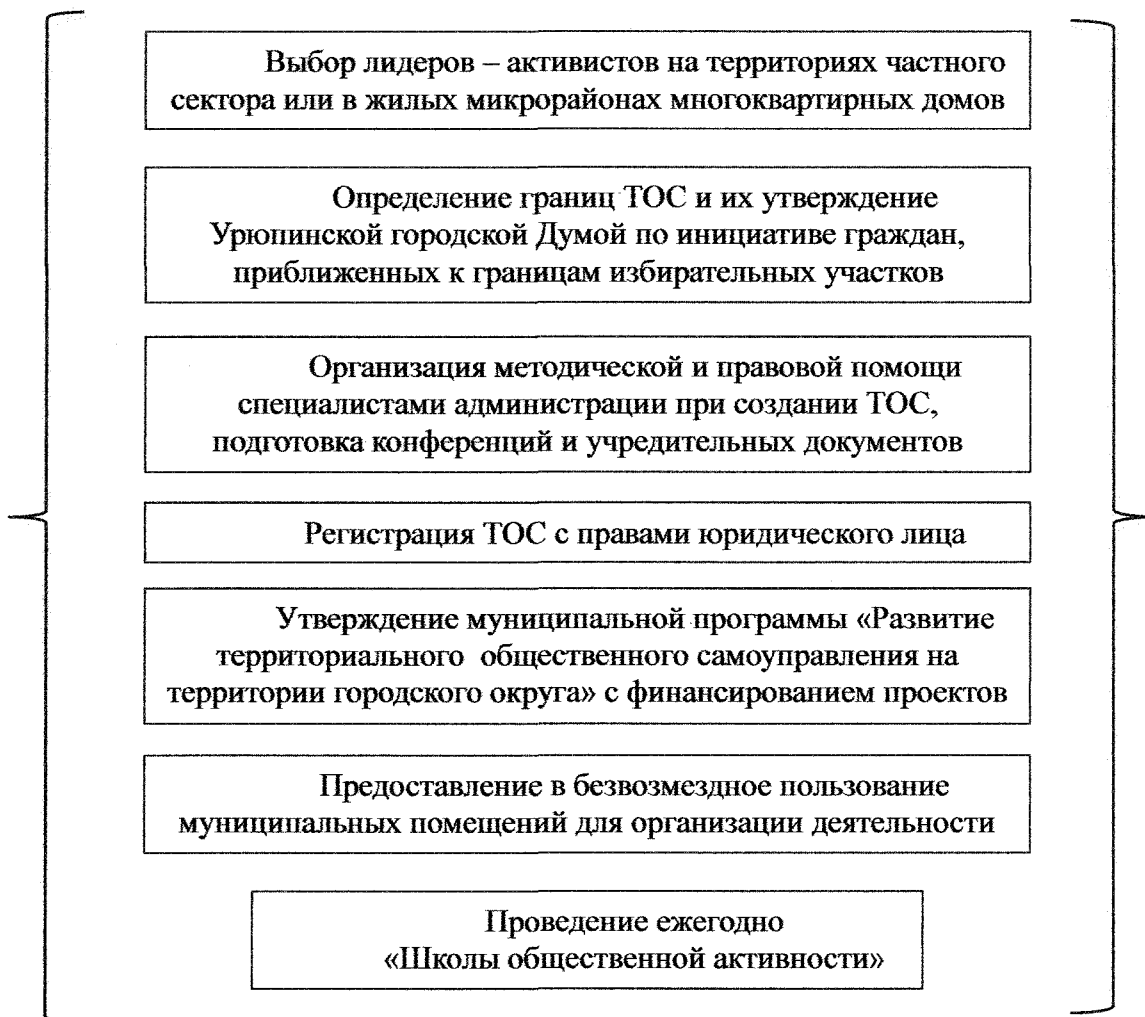 Выбор лидеров – активистов на территориях частного
сектора или в жилых микрорайонах многоквартирных домов
Определение границ ТОС и их утверждение
Урюпинской городской Думой по инициативе граждан,
приближенных к границам избирательных участков
Организация методической и правовой помощи
специалистами администрации при создании ТОС,
подготовка конференций и учредительных документов
Регистрация ТОС с правами юридического лица
Утверждение муниципальной программы «Развитие
территориального общественного самоуправления на
территории городского округа» с финансированием проектов
Предоставление в безвозмездное пользование
муниципальных помещений для организации деятельности
Проведение ежегодно
«Школы общественной активности»